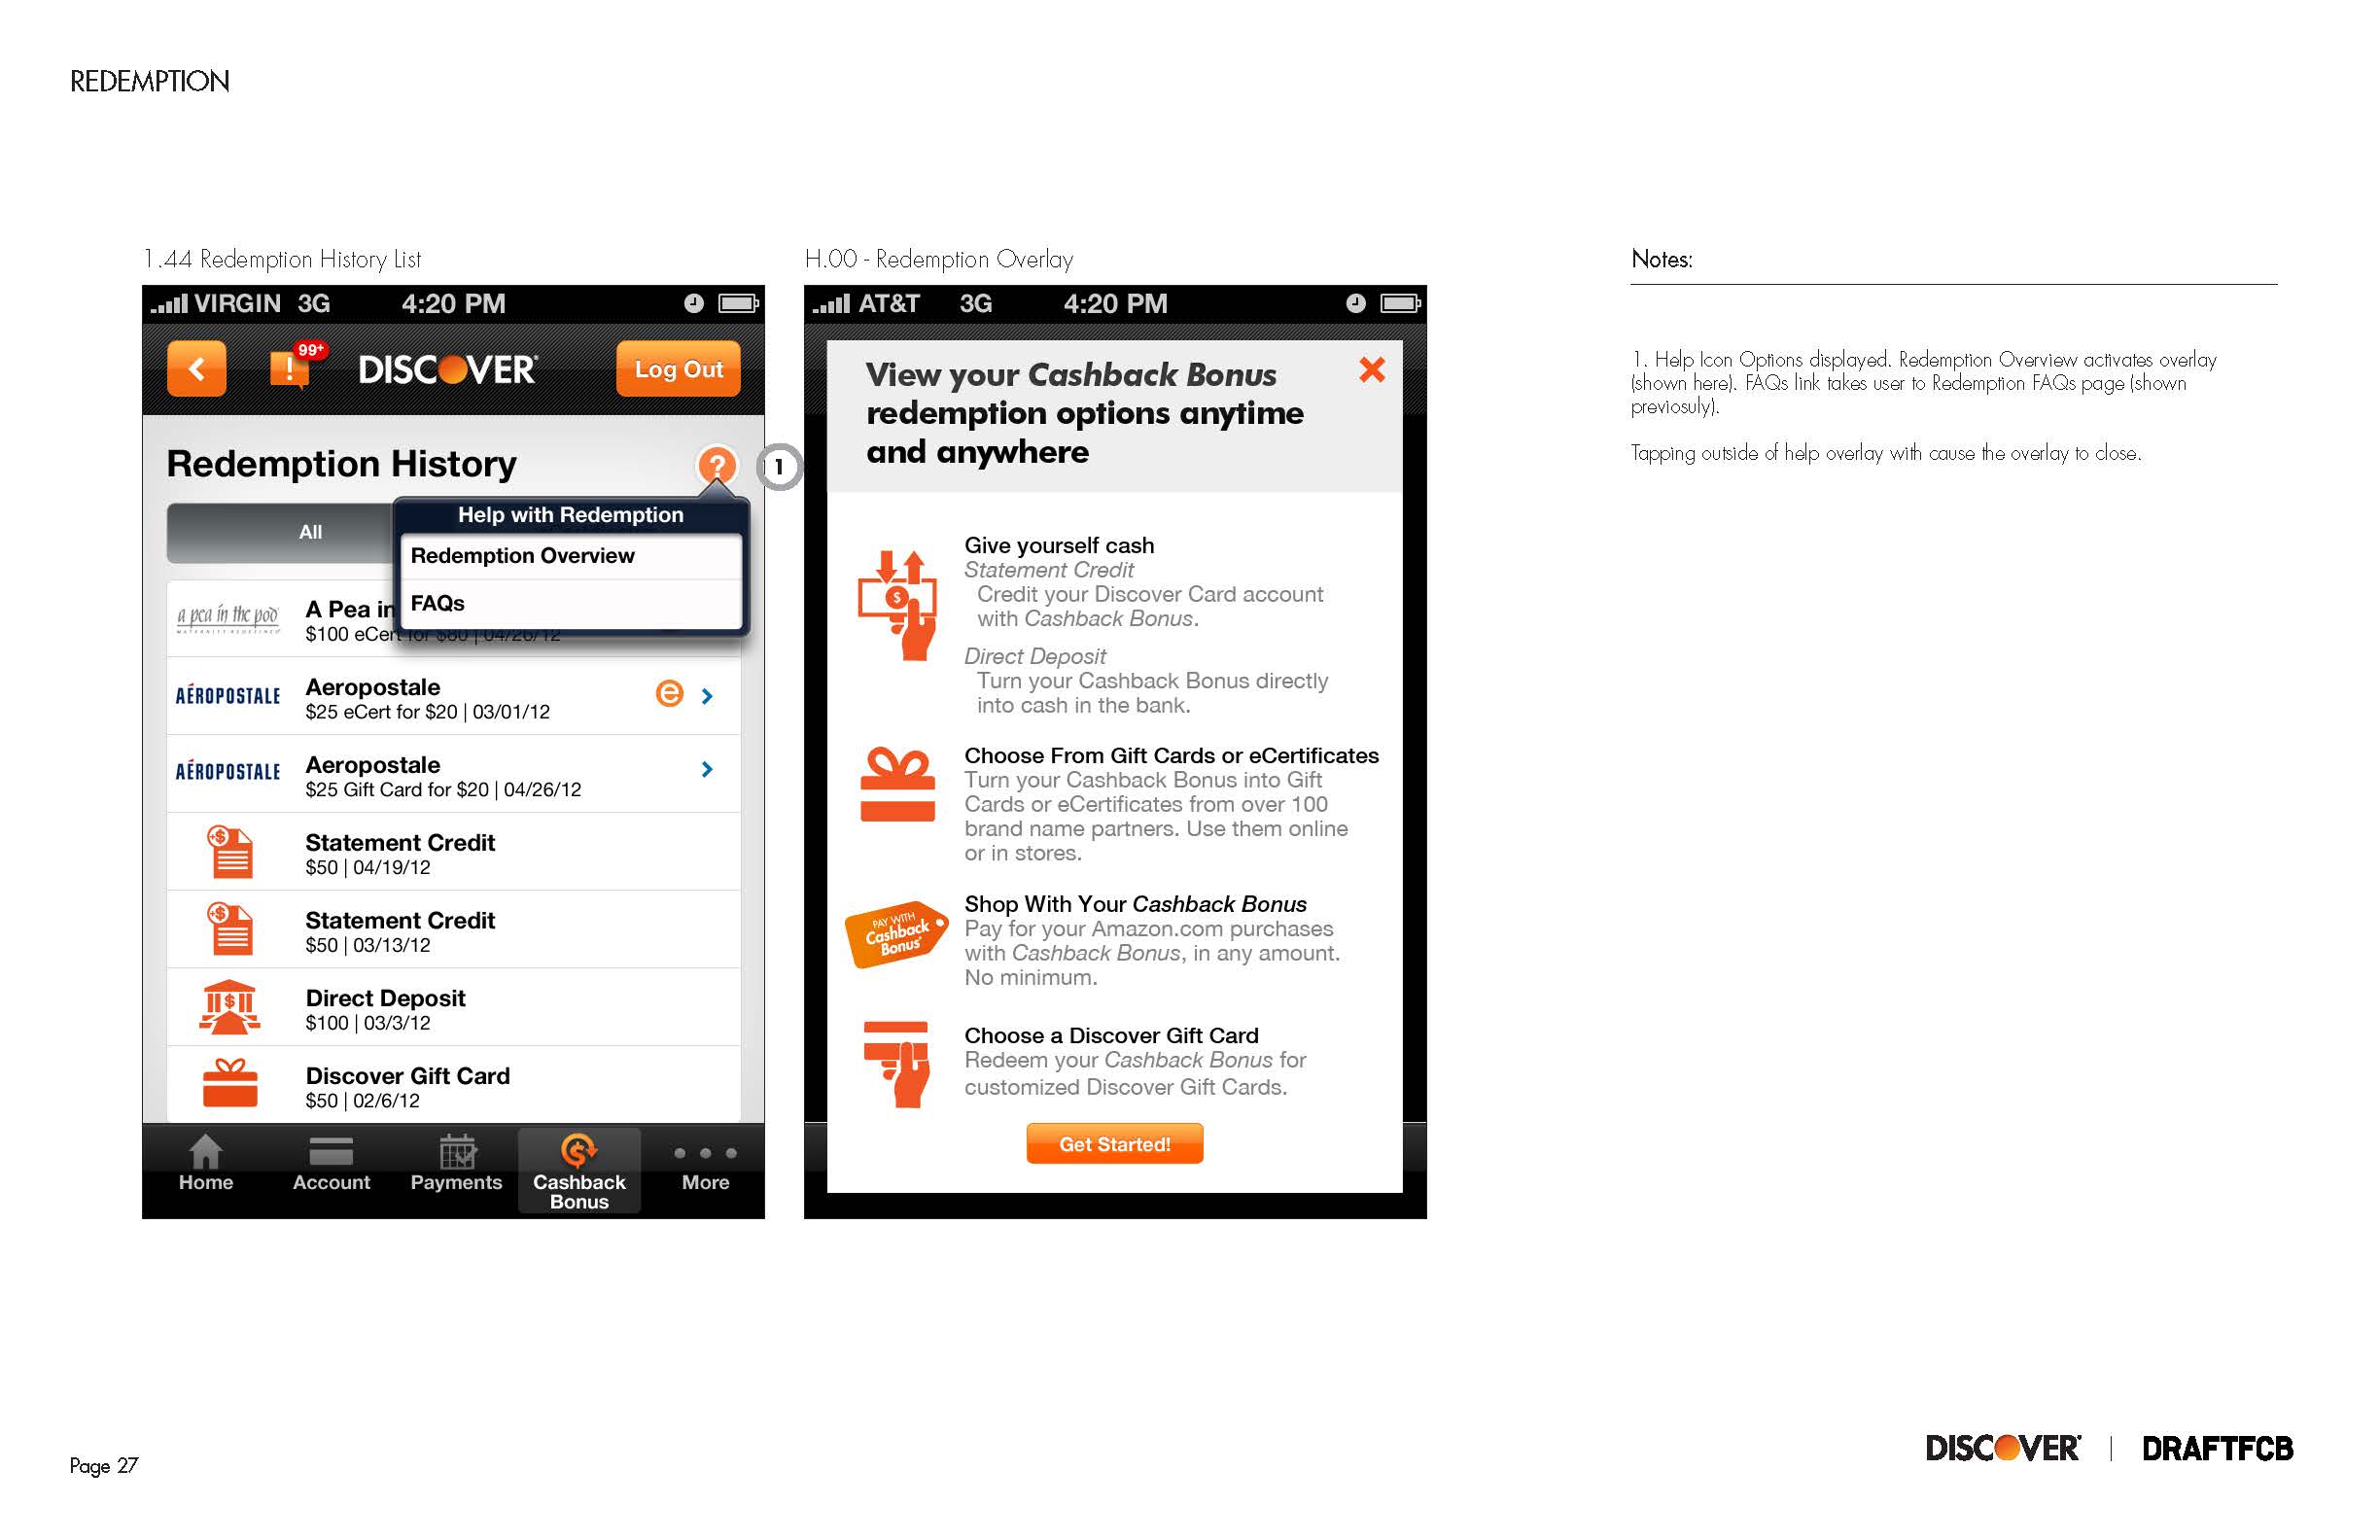 REDEMPTION
1.44 Redemption History List
VIRGIN 3G 4:20 PM
99+
!
DISCOVER
Log Out
Redemption History
?
1
All
Help with Redemption
Redemption Overview
FAQs
a pea in the pod
A Pea in
$100 eCert for $80 | 04/26/12
AÉROPOSTALE
Aeropostale
$25 eCert for $20 | 03/01/12
e
AÉROPOSTALE
Aeropostale
$25 Gift Card for $20 | 04/26/12
+$
Statement Credit
$50 | 04/19/12
+$
Statement Credit
$50 | 03/13/12
$
Direct Deposit
$100 | 03/3/12
Discover Gift Card
$50 | 02/6/12
Home
Account
Payments
$
Cashback
Bonus
More
H.00 - Redemption Overlay
AT&T 3G 4:20 PM
View your Cashback Bonus
redemption options anytime
and anywhere
$
Give yourself cash
Statement Credit
Credit your Discover Card account
with Cashback Bonus.
Direct Deposit
Turn your Cashback Bonus directly
into cash in the bank.
Choose From Gift Cards or eCertificates
Turn your Cashback Bonus into Gift
Cards or eCertificates from over 100
brand name partners. Use them online
or in stores.
PAY WITH
Cashback
Bonus
Shop With Your Cashback Bonus
Pay for your Amazon.com purchases
with Cashback Bonus, in any amount.
No minimum.
Choose a Discover Gift Card
Redeem your Cashback Bonus for
customized Discover Gift Cards.
Get Started!
Notes:
1. Help Icon Options displayed. Redemption Overview activates overlay
(shown here). FAQs link takes user to Redemption FAQs page (shown
previosuly).
Tapping outside of help overlay with cause the overlay to close.
Page 27
DISCOVER | DRAFTFCB